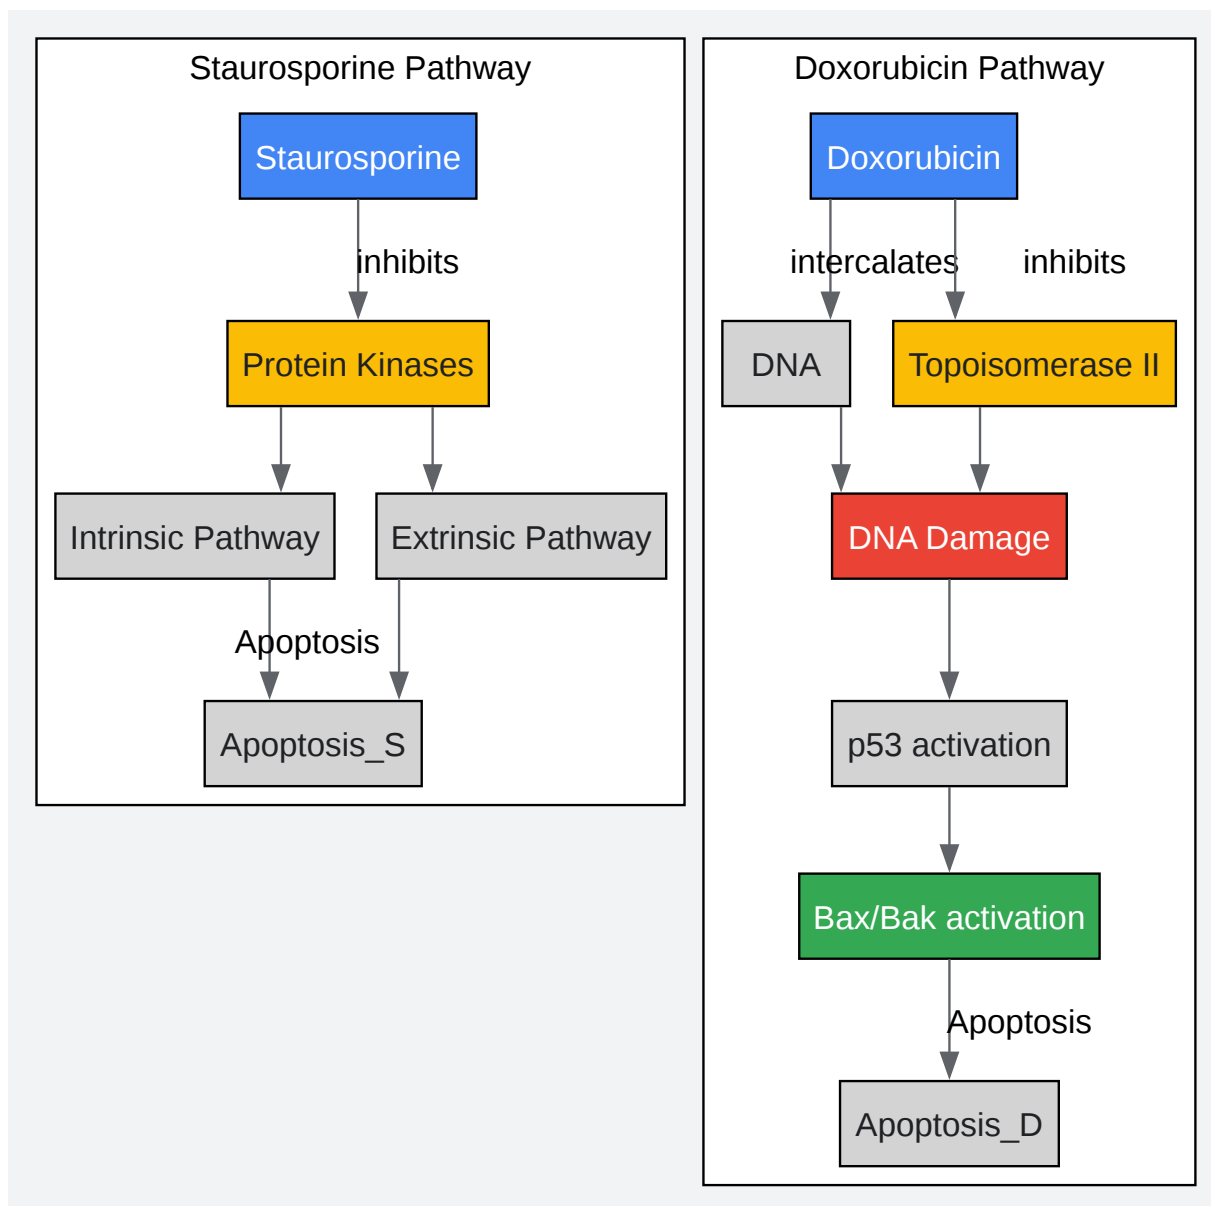 Staurosporine Pathway
Staurosporine
inhibits
Protein Kinases
Intrinsic Pathway
Extrinsic Pathway
Apoptosis
Apoptosis_S
Doxorubicin Pathway
Doxorubicin
intercalates
inhibits
DNA
Topoisomerase II
DNA Damage
p53 activation
Bax/Bak activation
Apoptosis
Apoptosis_D